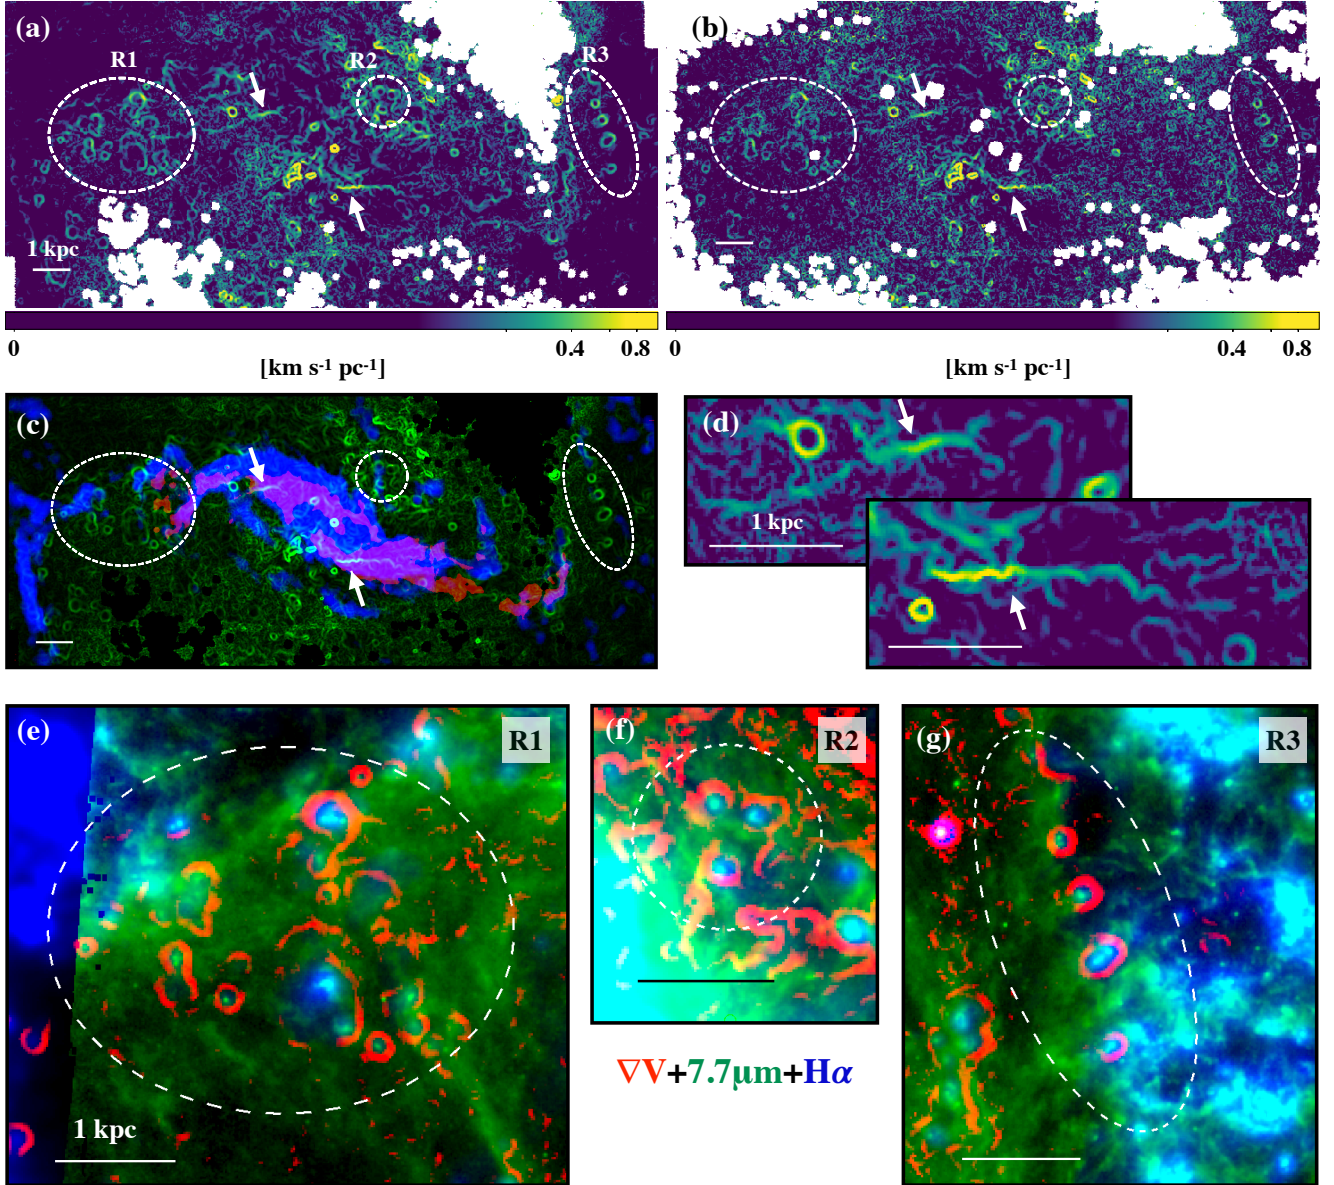 (a)
R1
R2
R3
1 kpc
(b)
0
0.4
0.8
[km s⁻¹ pc⁻¹]
0
0.4
0.8
[km s⁻¹ pc⁻¹]
(c)
(d)
1 kpc
(e)
R1
1 kpc
(f)
R2
(g)
R3
∇V+7.7μm+Hα